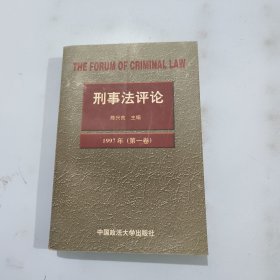 THE FORUM OF CRIMINAL LAW
刑事法评论
陈兴良 主编
1997年(第一卷)
中国政法大学出版社